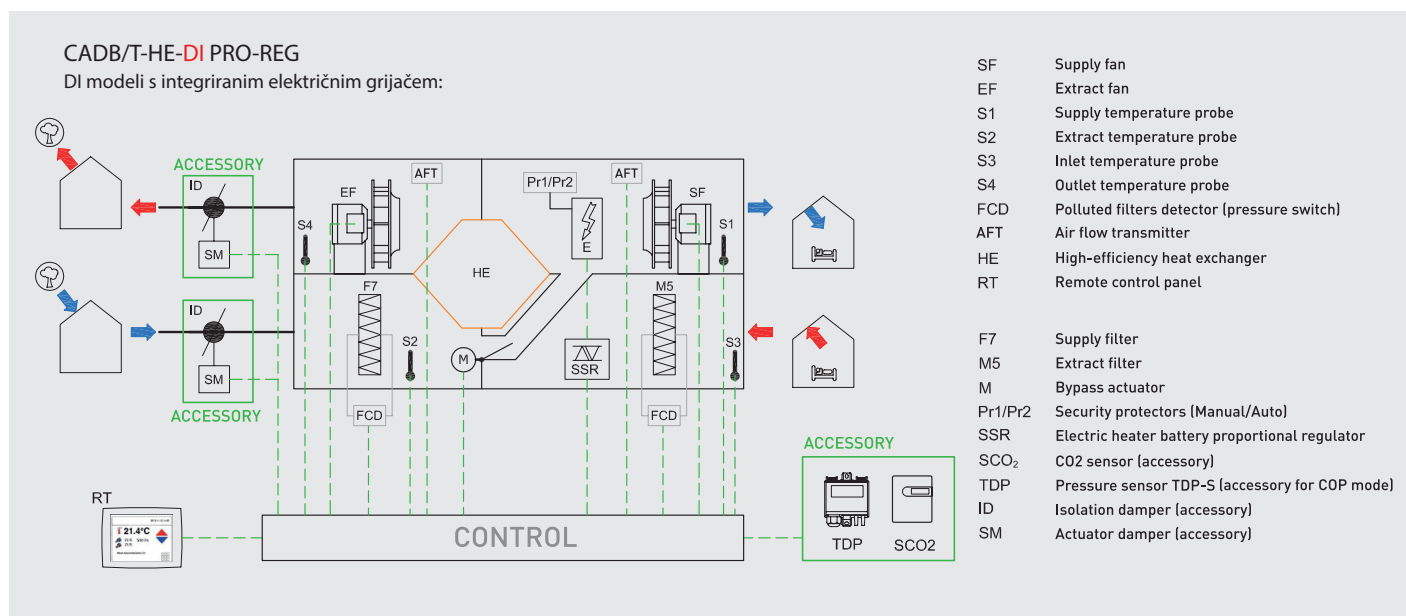 CADB/T-HE-DI PRO-REG
DI modeli s integriranim električnim grijačem:
ACCESSORY
ID
SM
ID
SM
ACCESSORY
S4
EF
AFT
Pr1/Pr2
E
AFT
SF
S1
HE
F7
S2
M
SSR
M5
S3
FCD
FCD
RT
21.4°C
CONTROL
ACCESSORY
TDP
SCO2
SF Supply fan
EF Extract fan
S1 Supply temperature probe
S2 Extract temperature probe
S3 Inlet temperature probe
S4 Outlet temperature probe
FCD Polluted filters detector (pressure switch)
AFT Air flow transmitter
HE High-efficiency heat exchanger
RT Remote control panel
F7 Supply filter
M5 Extract filter
M Bypass actuator
Pr1/Pr2 Security protectors (Manual/Auto)
SSR Electric heater battery proportional regulator
SCO₂ CO2 sensor (accessory)
TDP Pressure sensor TDP-S (accessory for COP mode)
ID Isolation damper (accessory)
SM Actuator damper (accessory)